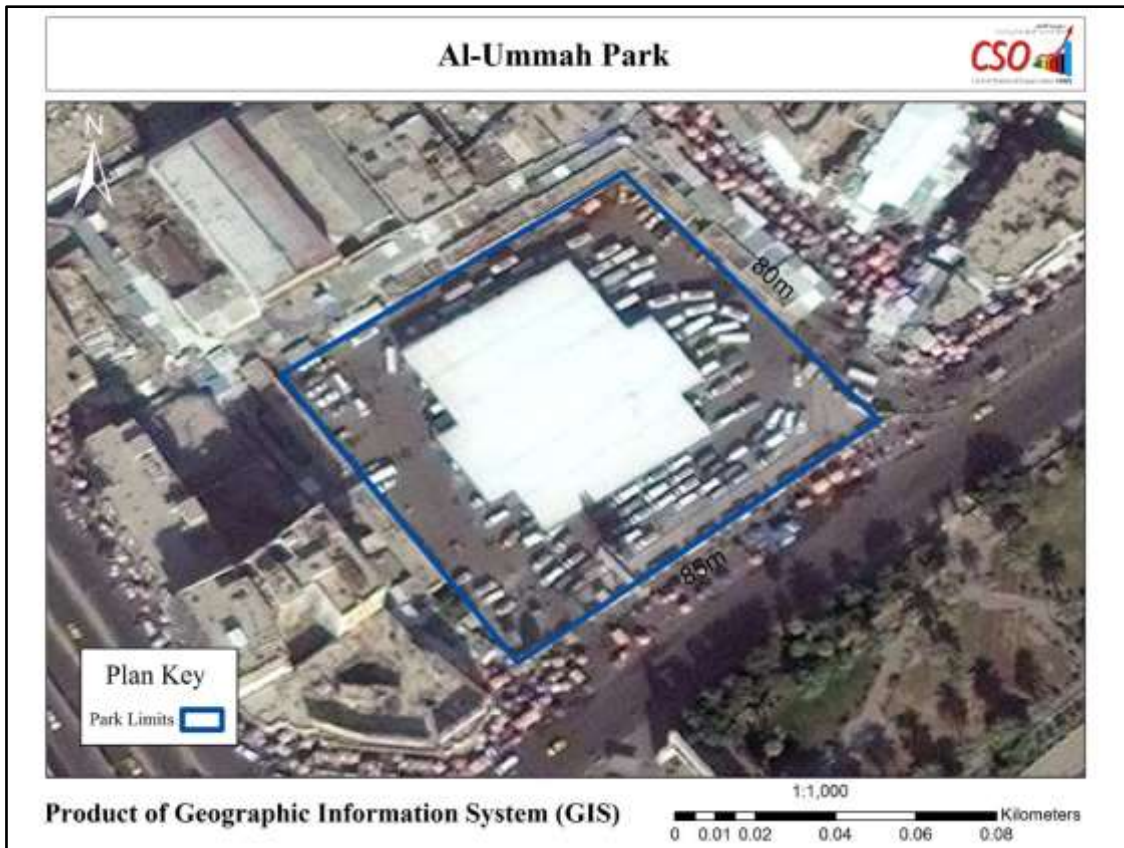 Al-Ummah Park
CSO
N
80m
85m
Plan Key
Park Limits
Product of Geographic Information System (GIS)
1:1,000
Kilometers
0 0.01 0.02 0.04 0.06 0.08